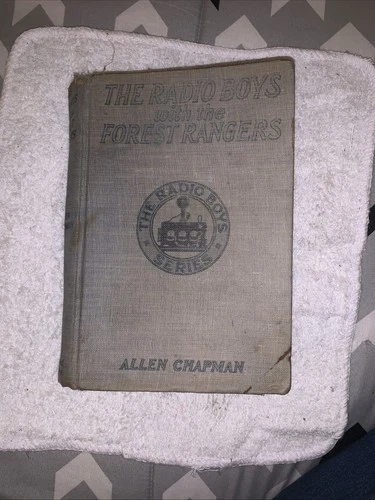 THE RADIO BOYS
with the
FOREST RANGERS
THE RADIO BOYS
SERIES
ALLEN CHAPMAN